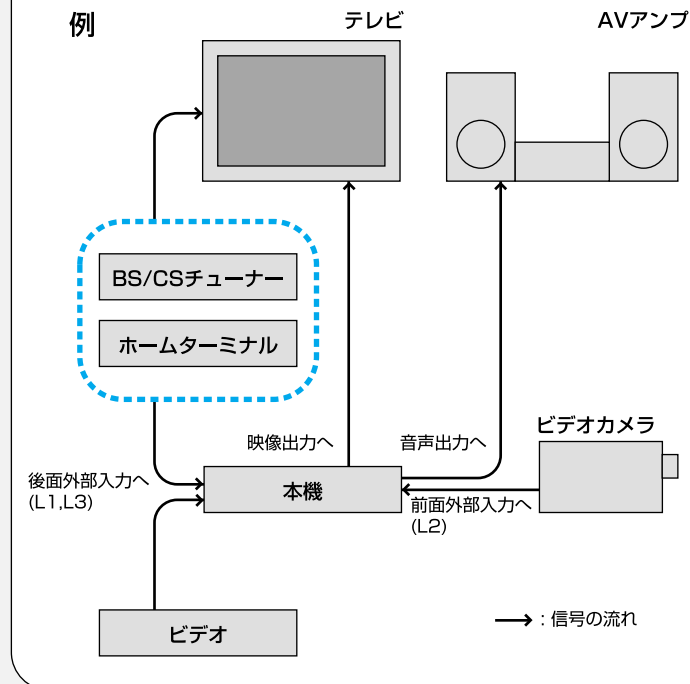 例
テレビ
AVアンプ
BS/CSチューナー
ホームターミナル
映像出力へ
音声出力へ
ビデオカメラ
後面外部入力へ
(L1,L3)
本機
前面外部入力へ
(L2)
ビデオ
：信号の流れ